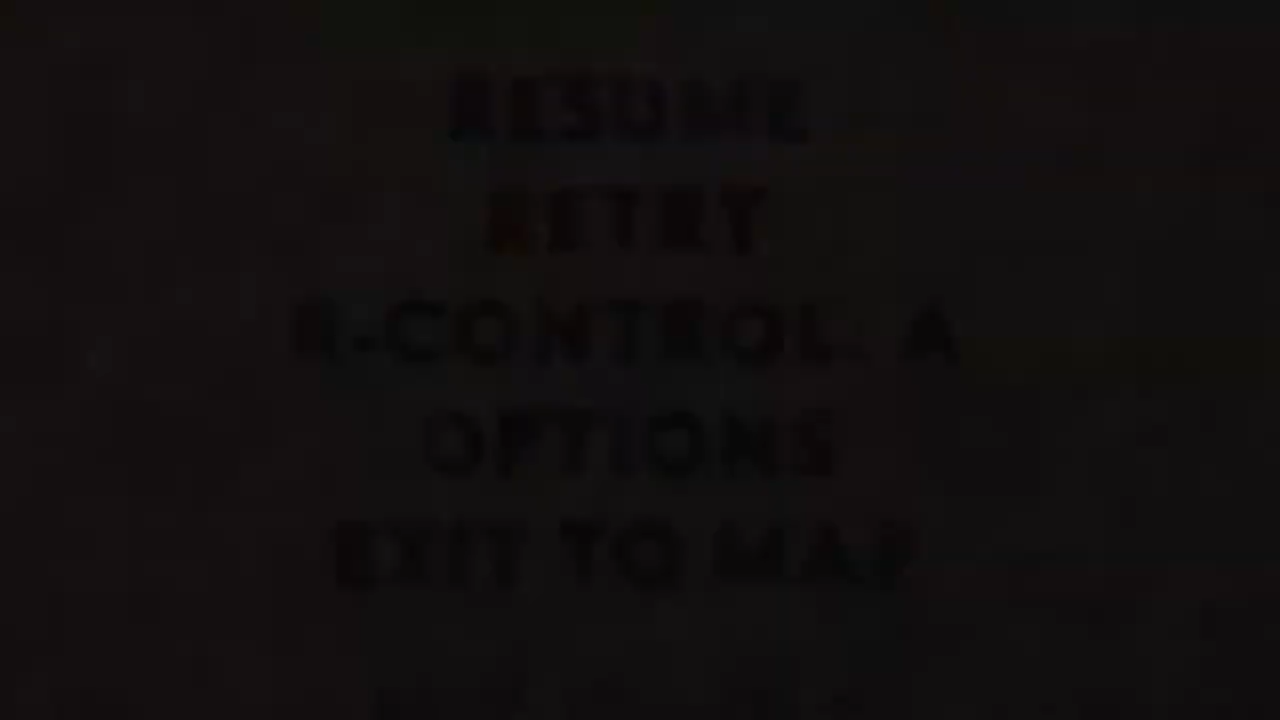 RESUME
RETRY
R-CONTROL: A
OPTIONS
EXIT TO MAP